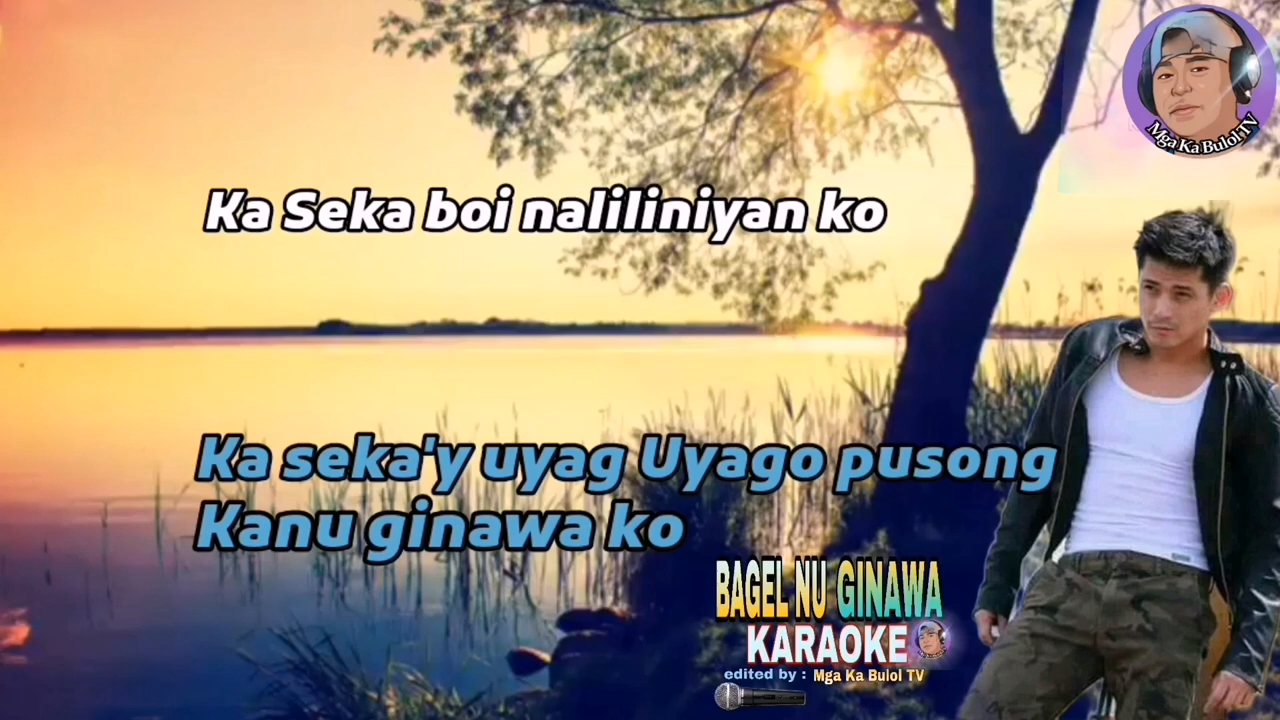 Mga Ka Bulol TV
Ka Seka boi naliliniyan ko
Ka seka'y uyag Uyago pusong
Kanu ginawa ko
BAGEL NU GINAWA
KARAOKE
edited by : Mga Ka Bulol TV